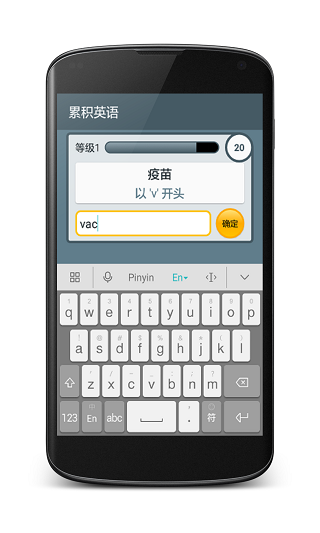 累积英语
等级1
20
疫苗
以 'v' 开头
vac
确定
Pinyin
En
q w e r t y u i o p
a s d f g h j k l
z x c v b n m
123
中
En
abc
,
.
符